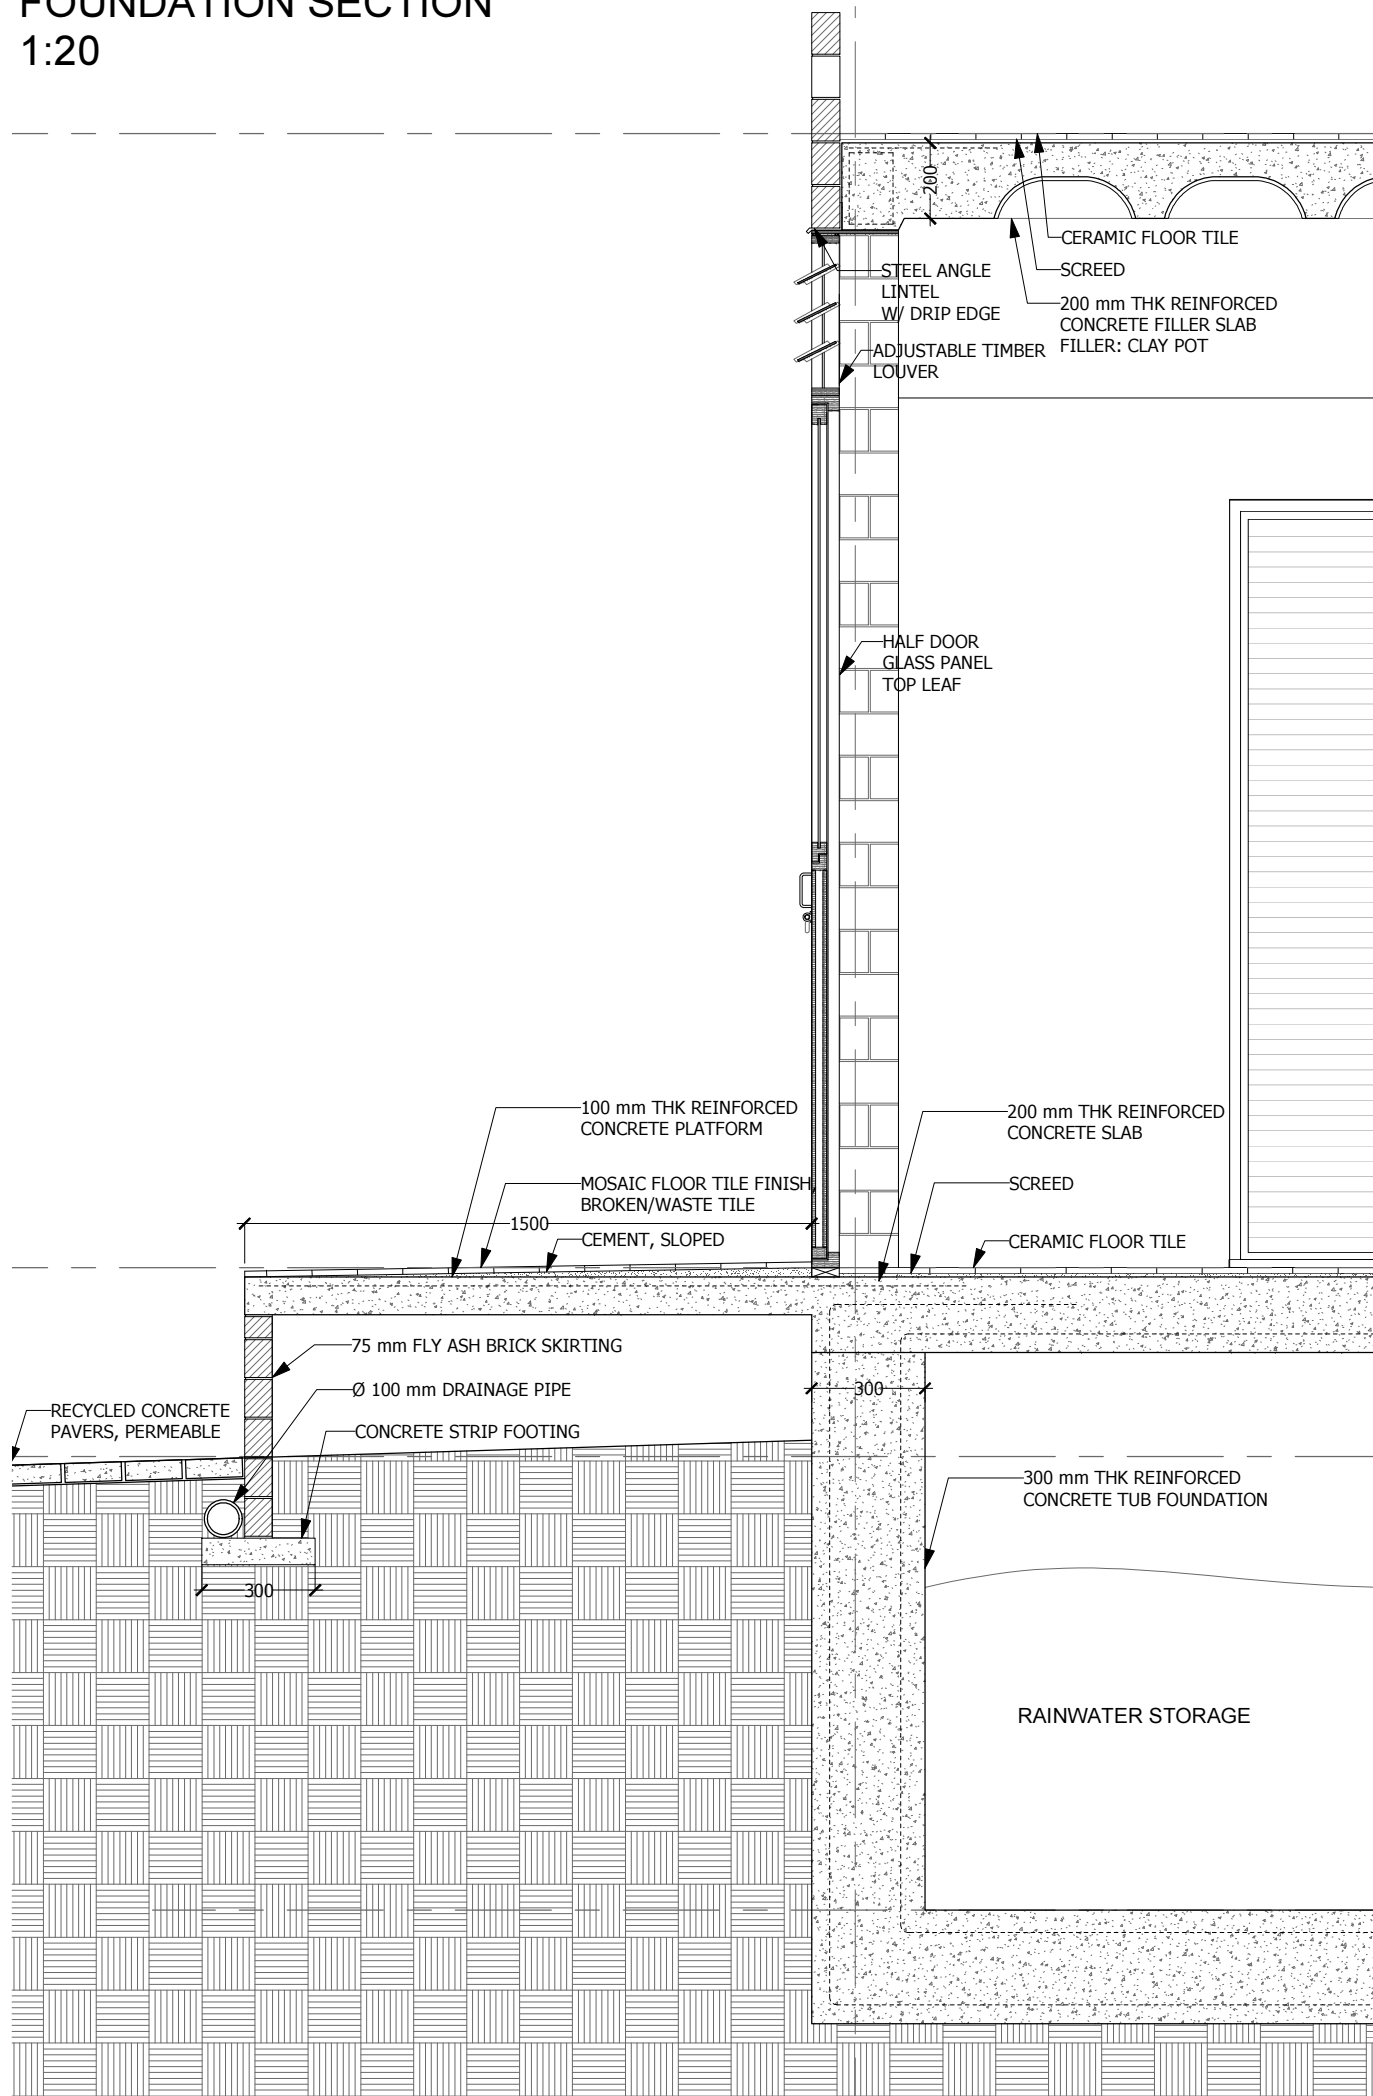 FOUNDATION SECTION
1:20
200
CERAMIC FLOOR TILE
SCREED
200 mm THK REINFORCED
CONCRETE FILLER SLAB
FILLER: CLAY POT
STEEL ANGLE
LINTEL
W/ DRIP EDGE
ADJUSTABLE TIMBER
LOUVER
HALF DOOR
GLASS PANEL
TOP LEAF
100 mm THK REINFORCED
CONCRETE PLATFORM
MOSAIC FLOOR TILE FINISH
BROKEN/WASTE TILE
1500
CEMENT, SLOPED
200 mm THK REINFORCED
CONCRETE SLAB
SCREED
CERAMIC FLOOR TILE
75 mm FLY ASH BRICK SKIRTING
Ø 100 mm DRAINAGE PIPE
CONCRETE STRIP FOOTING
RECYCLED CONCRETE
PAVERS, PERMEABLE
300
300 mm THK REINFORCED
CONCRETE TUB FOUNDATION
300
RAINWATER STORAGE